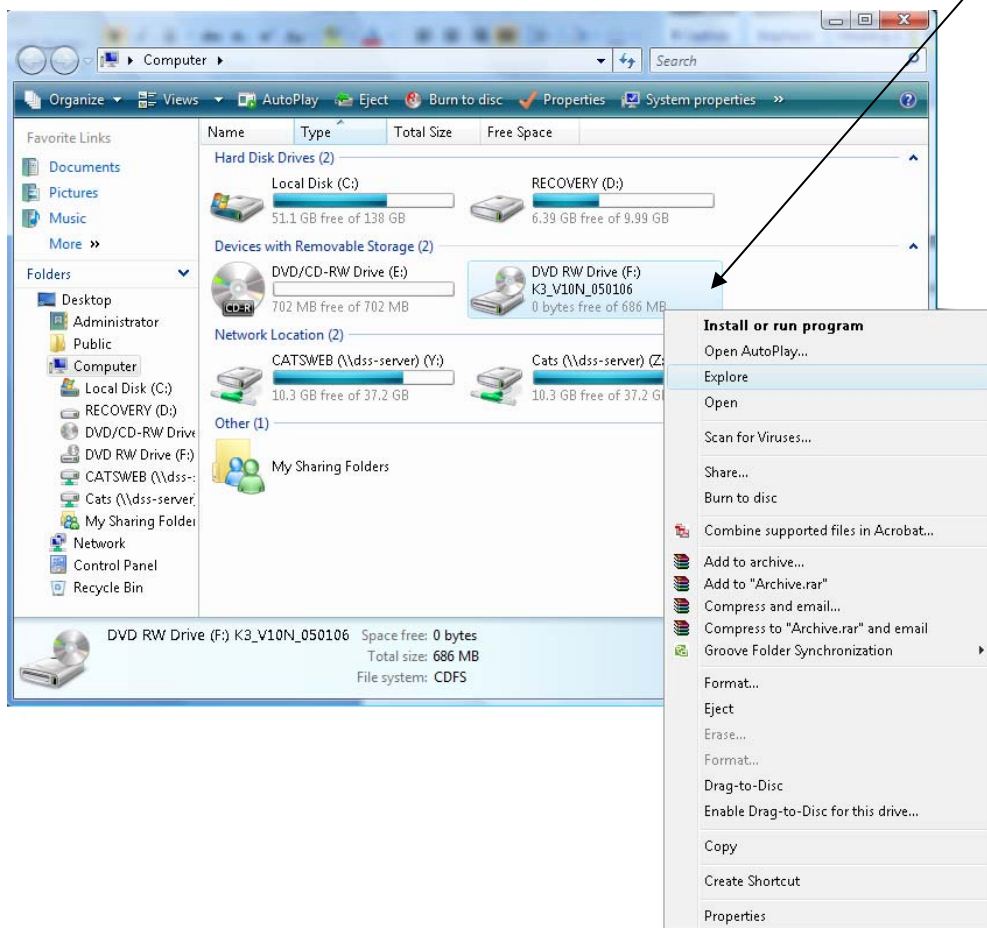 Computer
Search
Organize Views AutoPlay Eject Burn to disc Properties System properties »
Favorite Links
Documents
Pictures
Music
More »
Folders
Desktop
Administrator
Public
Computer
Local Disk (C:)
RECOVERY (D:)
DVD/CD-RW Drive
DVD RW Drive (F:)
CATSWEB (\\dss-:
Cats (\\dss-server
My Sharing Folder
Network
Control Panel
Recycle Bin
Name Type Total Size Free Space
Hard Disk Drives (2)
Local Disk (C:)
51.1 GB free of 138 GB
RECOVERY (D:)
6.39 GB free of 9.99 GB
Devices with Removable Storage (2)
DVD/CD-RW Drive (E:)
CD-R
702 MB free of 702 MB
DVD RW Drive (F:)
K3_V10N_050106
0 bytes free of 686 MB
Network Location (2)
CATSWEB (\\dss-server) (Y:)
10.3 GB free of 37.2 GB
Cats (\\dss-server) (Z:
10.3 GB free of 37.2 G
Other (1)
My Sharing Folders
DVD RW Drive (F:) K3_V10N_050106 Space free: 0 bytes
Total size: 686 MB
File system: CDFS
Install or run program
Open AutoPlay...
Explore
Open
Scan for Viruses...
Share...
Burn to disc
Combine supported files in Acrobat...
Add to archive...
Add to "Archive.rar"
Compress and email...
Compress to "Archive.rar" and email
Groove Folder Synchronization
Format...
Eject
Erase...
Format...
Drag-to-Disc
Enable Drag-to-Disc for this drive...
Copy
Create Shortcut
Properties